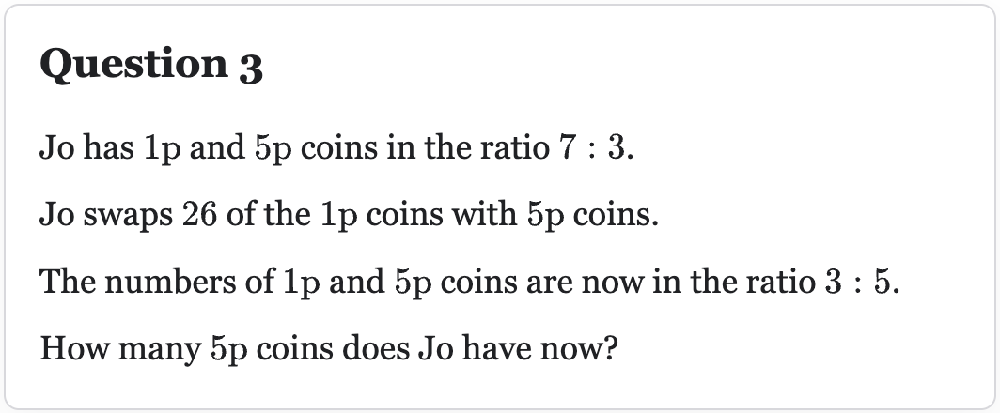 Question 3
Jo has 1p and 5p coins in the ratio 7 : 3.
Jo swaps 26 of the 1p coins with 5p coins.
The numbers of 1p and 5p coins are now in the ratio 3 : 5.
How many 5p coins does Jo have now?